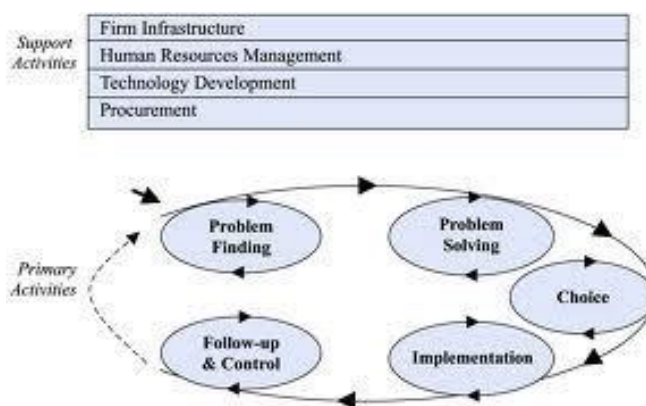 Support
Activities
Firm Infrastructure
Human Resources Management
Technology Development
Procurement
Problem
Finding
Problem
Solving
Choice
Primary
Activities
Follow-up
& Control
Implementation